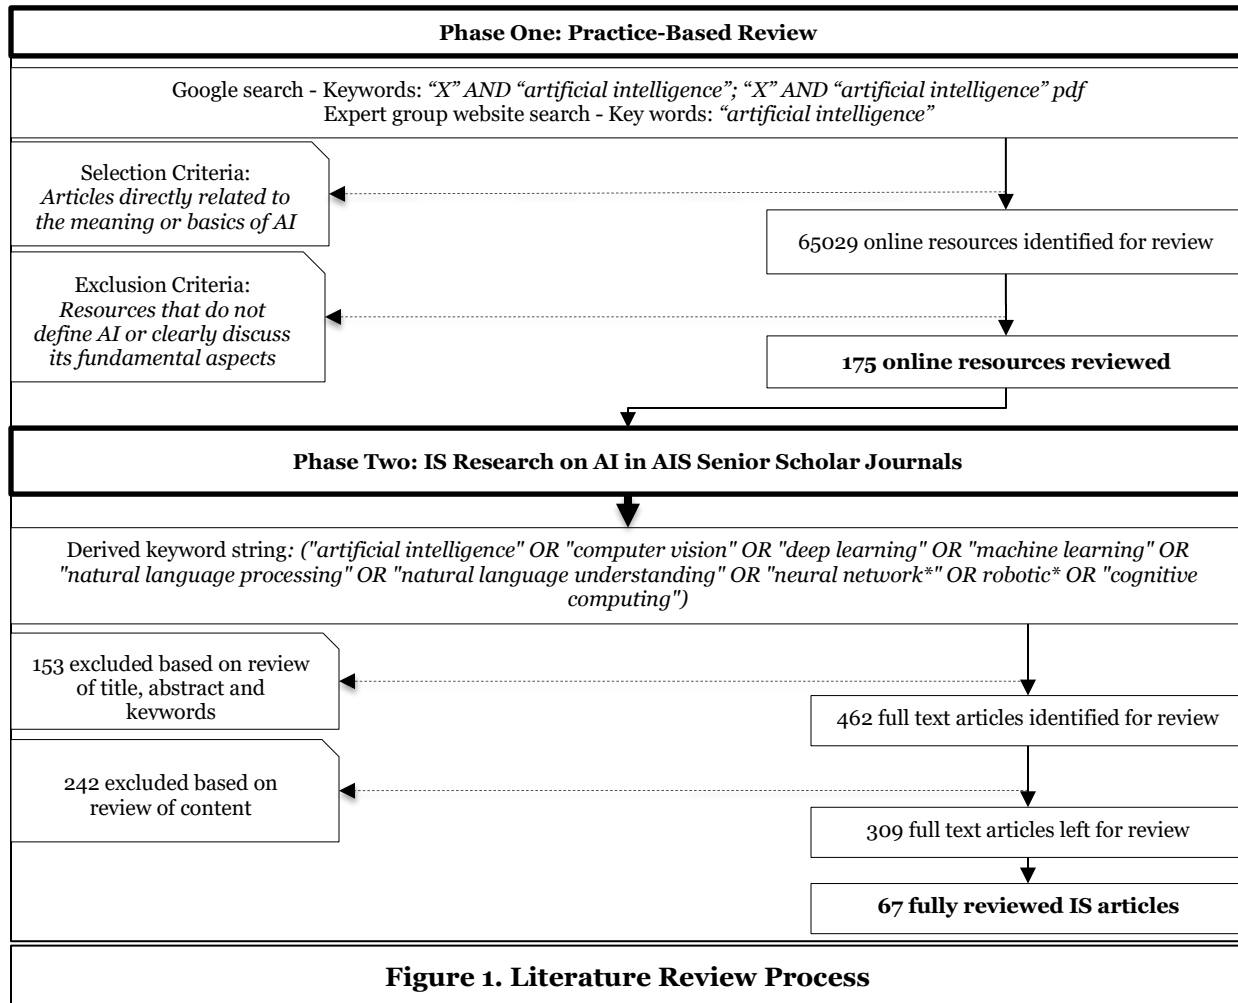 Phase One: Practice-Based Review
Google search - Keywords: “X” AND “artificial intelligence”; “X” AND “artificial intelligence” pdf
Expert group website search - Key words: “artificial intelligence”
Selection Criteria:
Articles directly related to
the meaning or basics of AI
65029 online resources identified for review
Exclusion Criteria:
Resources that do not
define AI or clearly discuss
its fundamental aspects
175 online resources reviewed
Phase Two: IS Research on AI in AIS Senior Scholar Journals
Derived keyword string: ("artificial intelligence" OR "computer vision" OR "deep learning" OR "machine learning" OR
"natural language processing" OR "natural language understanding" OR "neural network*" OR robotic* OR "cognitive
computing")
153 excluded based on review
of title, abstract and
keywords
462 full text articles identified for review
242 excluded based on
review of content
309 full text articles left for review
67 fully reviewed IS articles
Figure 1. Literature Review Process